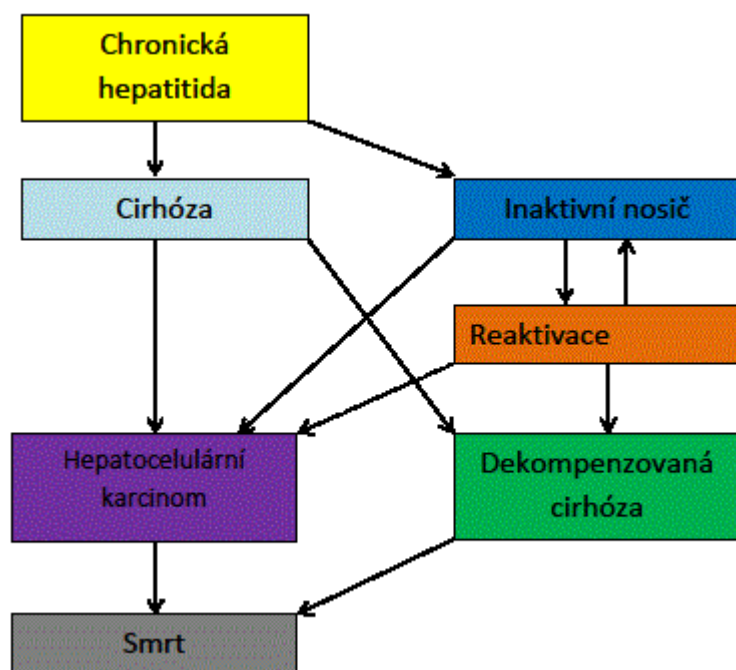 Chronická
hepatitida
Cirhóza
Inaktivní nosič
Reaktivace
Hepatocelulární
karcinom
Dekompenzovaná
cirhóza
Smrt